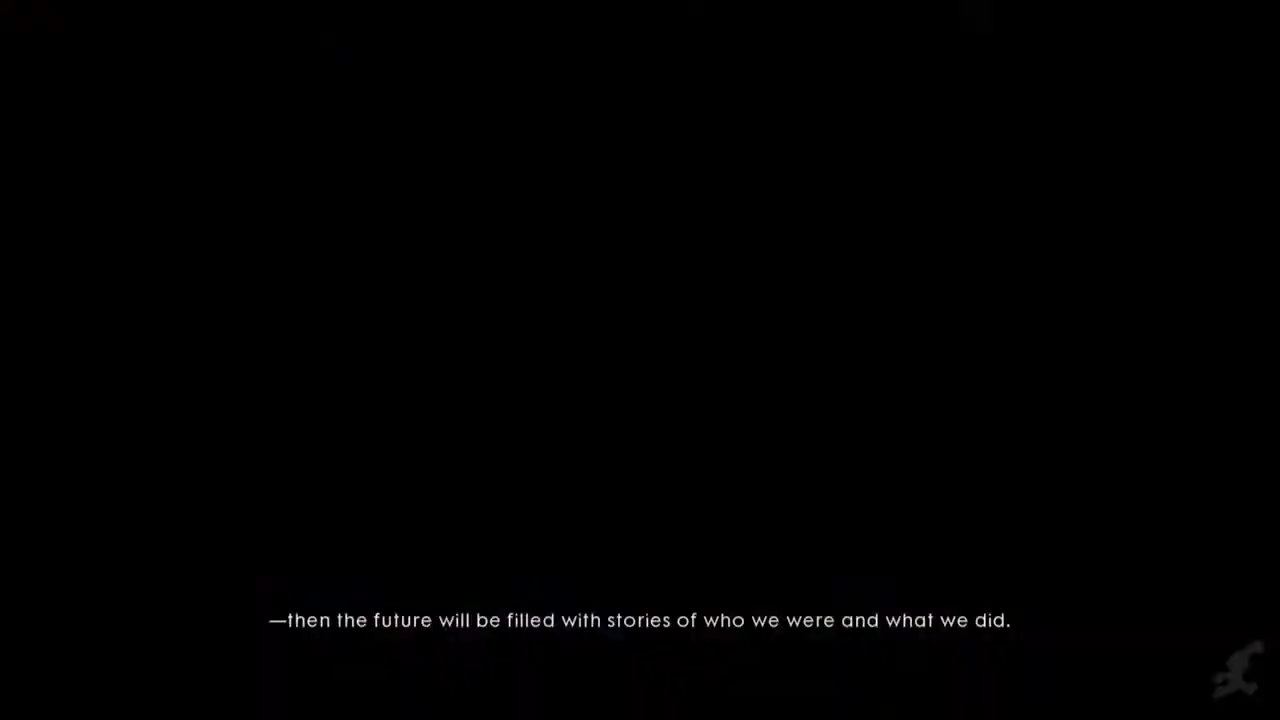 —then the future will be filled with stories of who we were and what we did.